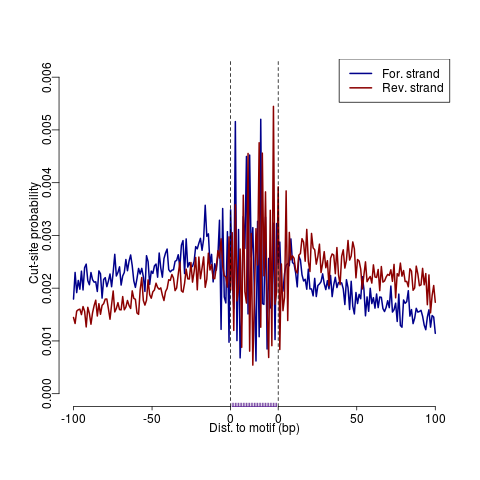 For. strand
Rev. strand
Cut-site probability
0.006
0.005
0.004
0.003
0.002
0.001
0.000
-100 -50 0 0 50 100
Dist. to motif (bp)